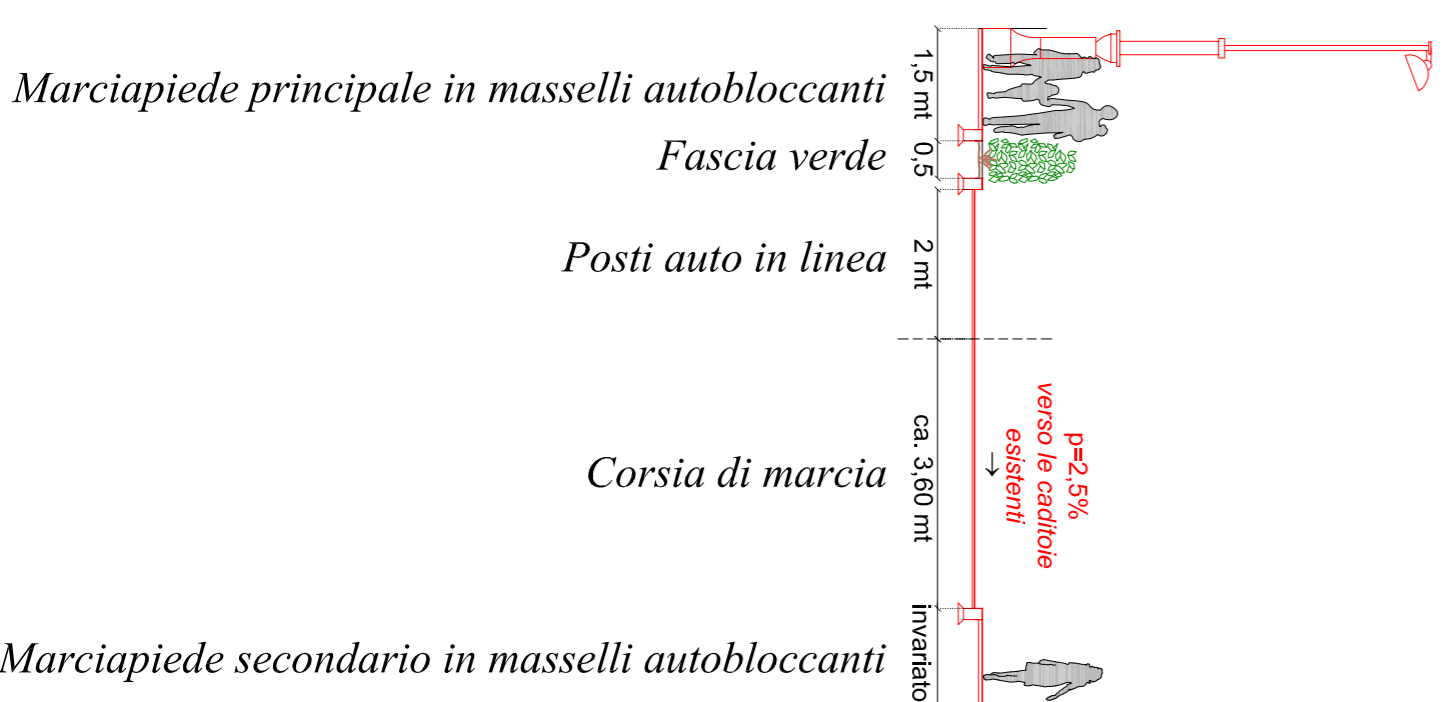 Marciapiede principale in masselli autobloccanti
1,5 mt
Fascia verde
0,5
Posti auto in linea
2 mt
Corsia di marcia
ca. 3,60 mt
p=2,5%
verso le caditoie
esistenti
Marciapiede secondario in masselli autobloccanti
invariato